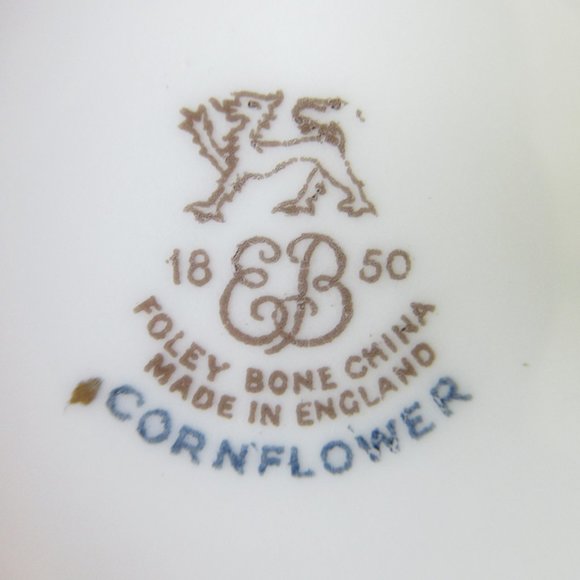 18 EB 50
FOLEY BONE CHINA
MADE IN ENGLAND
CORNFLOWER